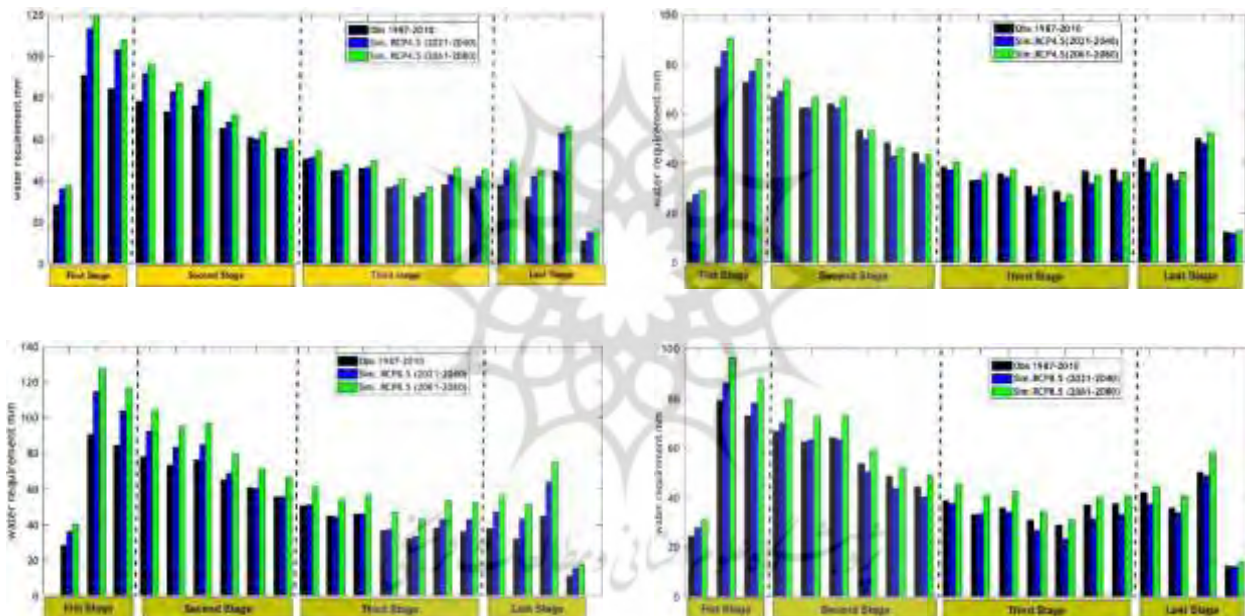 120
100
80
60
40
20
0
water requirement mm
Obs 1987-2010
Sim. RCP4.5 (2021-2040)
Sim. RCP4.5 (2061-2080)
First Stage
Second Stage
Third stage
Last Stage
100
80
60
40
20
0
water requirement mm
Obs 1987-2010
Sim. RCP4.5(2021-2040)
Sim. RCP4.5(2061-2080)
First Stage
Second Stage
Third Stage
Last Stage
140
120
100
80
60
40
20
0
water requirement mm
Obs 1987-2010
Sim. RCP8.5 (2021-2040)
Sim. RCP8.5 (2061-2080)
First Stage
Second Stage
Third Stage
Last Stage
100
80
60
40
20
0
water requirement mm
Obs 1987-2010
Sim. RCP8.5 (2021-2040)
Sim. RCP8.5 (2061-2080)
First Stage
Second Stage
Third Stage
Last Stage
پژوهشگاه علوم انسانی و مطالعات فرهنگی